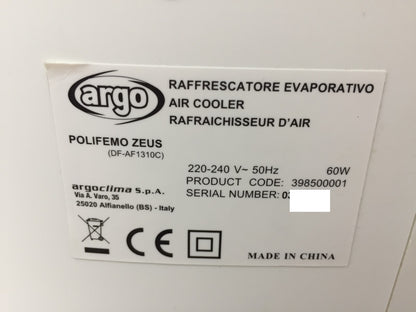 argo
RAFFRESCATORE EVAPORATIVO
AIR COOLER
RAFRAICHISSEUR D'AIR
POLIFEMO ZEUS
(DF-AF1310C)
220-240 V~ 50Hz 60W
PRODUCT CODE: 398500001
SERIAL NUMBER: 03
argoclima s.p.A.
Via A. Varo, 35
25020 Alfianello (BS) - Italy
CE
MADE IN CHINA